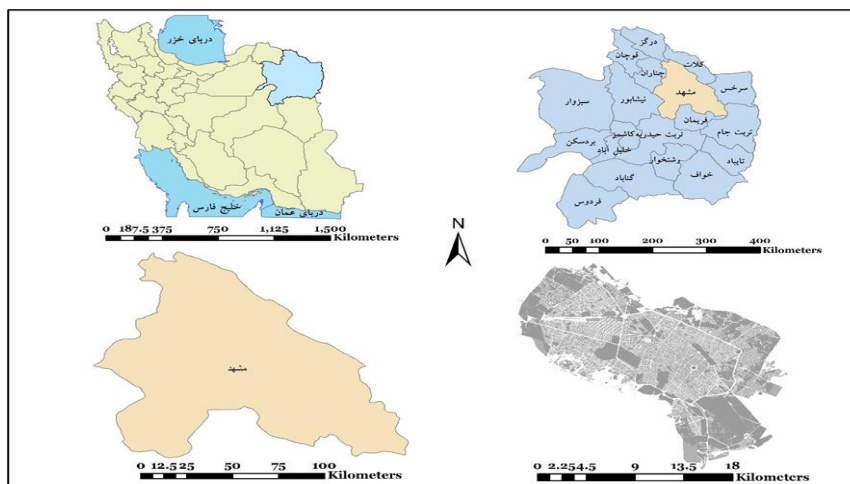 دریای خزر
خلیج فارس
دریای عمان
0 187.5 375 750 1,125 1,500
Kilometers
درگز
قوچان
کلات
چناران
سرخس
مشهد
نیشابور
سبزوار
فریمان
تربت جام
تربت حیدریه
کاشمر
بردسکن
خلیل آباد
تایباد
رشتخوار
خواف
گناباد
فردوس
0 50 100 200 300 400
Kilometers
N
مشهد
0 12.5 25 50 75 100
Kilometers
0 2.25 4.5 9 13.5 18
Kilometers